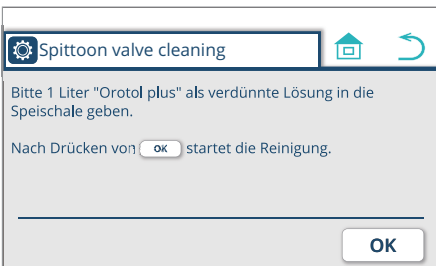 Spittoon valve cleaning
Bitte 1 Liter "Orotol plus" als verdünnte Lösung in die
Speischale geben.
Nach Drücken von OK startet die Reinigung.
OK